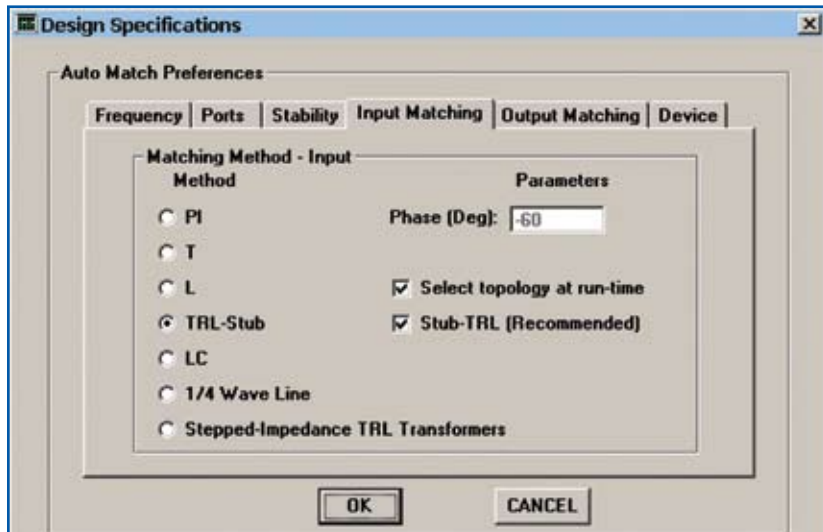 Design Specifications
Auto Match Preferences
Frequency Ports Stability Input Matching Output Matching Device
Matching Method - Input
Method Parameters
PI Phase (Deg): -60
T
L Select topology at run-time
TRL-Stub Stub-TRL (Recommended)
LC
1/4 Wave Line
Stepped-Impedance TRL Transformers
OK CANCEL